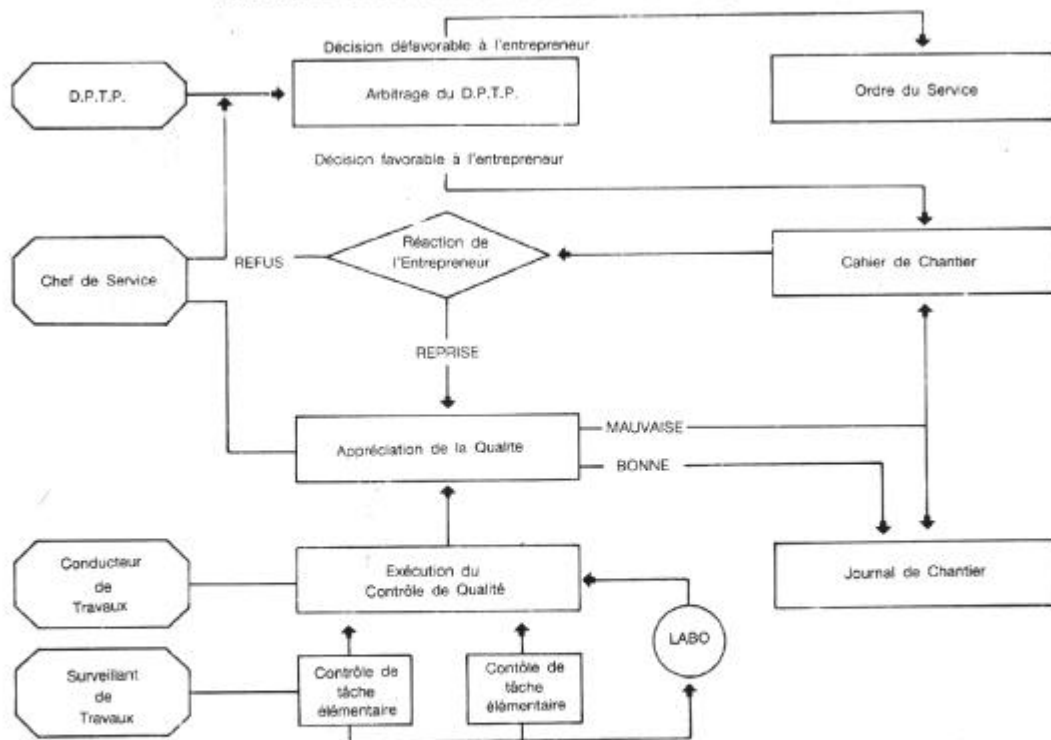 Décision défavorable à l'entrepreneur
D.P.T.P.
Arbitrage du D.P.T.P.
Ordre du Service
Décision favorable à l'entrepreneur
Réaction de
l'Entrepreneur
REFUS
Chef de Service
Cahier de Chantier
REPRISE
Appréciation de la Qualité
MAUVAISE
BONNE
Conducteur
de
Travaux
Exécution du
Contrôle de Qualité
Journal de Chantier
LABO
Surveillant
de
Travaux
Contrôle de
tâche
élémentaire
Contôle de
tâche
élémentaire